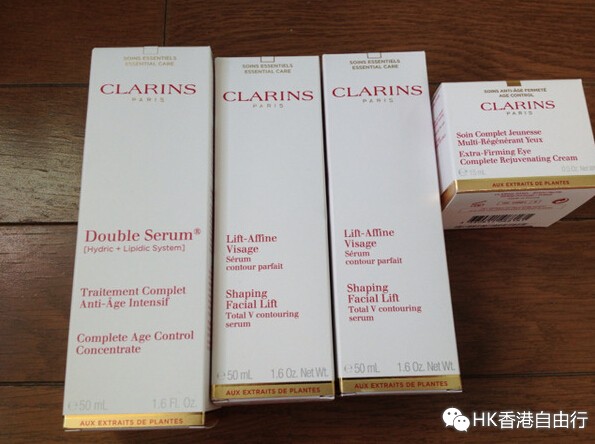 SOINS ESSENTIELS
ESSENTIAL CARE
CLARINS
PARIS
Double Serum®
[Hydric + Lipidic System]
Traitement Complet
Anti-Âge Intensif
Complete Age Control
Concentrate
℮50 mL 1.6 Fl. Oz.
AUX EXTRAITS DE PLANTES
SOINS ESSENTIELS
ESSENTIAL CARE
CLARINS
PARIS
Lift-Affine
Visage
Sérum
contour parfait
Shaping
Facial Lift
Total V contouring
serum
℮50 mL 1.6 Oz. Net Wt.
AUX EXTRAITS DE PLANTES
SOINS ESSENTIELS
ESSENTIAL CARE
CLARINS
PARIS
Lift-Affine
Visage
Sérum
contour parfait
Shaping
Facial Lift
Total V contouring
serum
℮50 mL 1.6 Oz. Net Wt.
AUX EXTRAITS DE PLANTES
SOINS ANTI-ÂGE FERMETÉ
AGE CONTROL
CLARINS
PARIS
Soin Complet Jeunesse
Multi-Régénérant Yeux
Extra-Firming Eye
Complete Rejuvenating Cream
℮15 mL
AUX EXTRAITS DE PLANTES
HK香港自由行